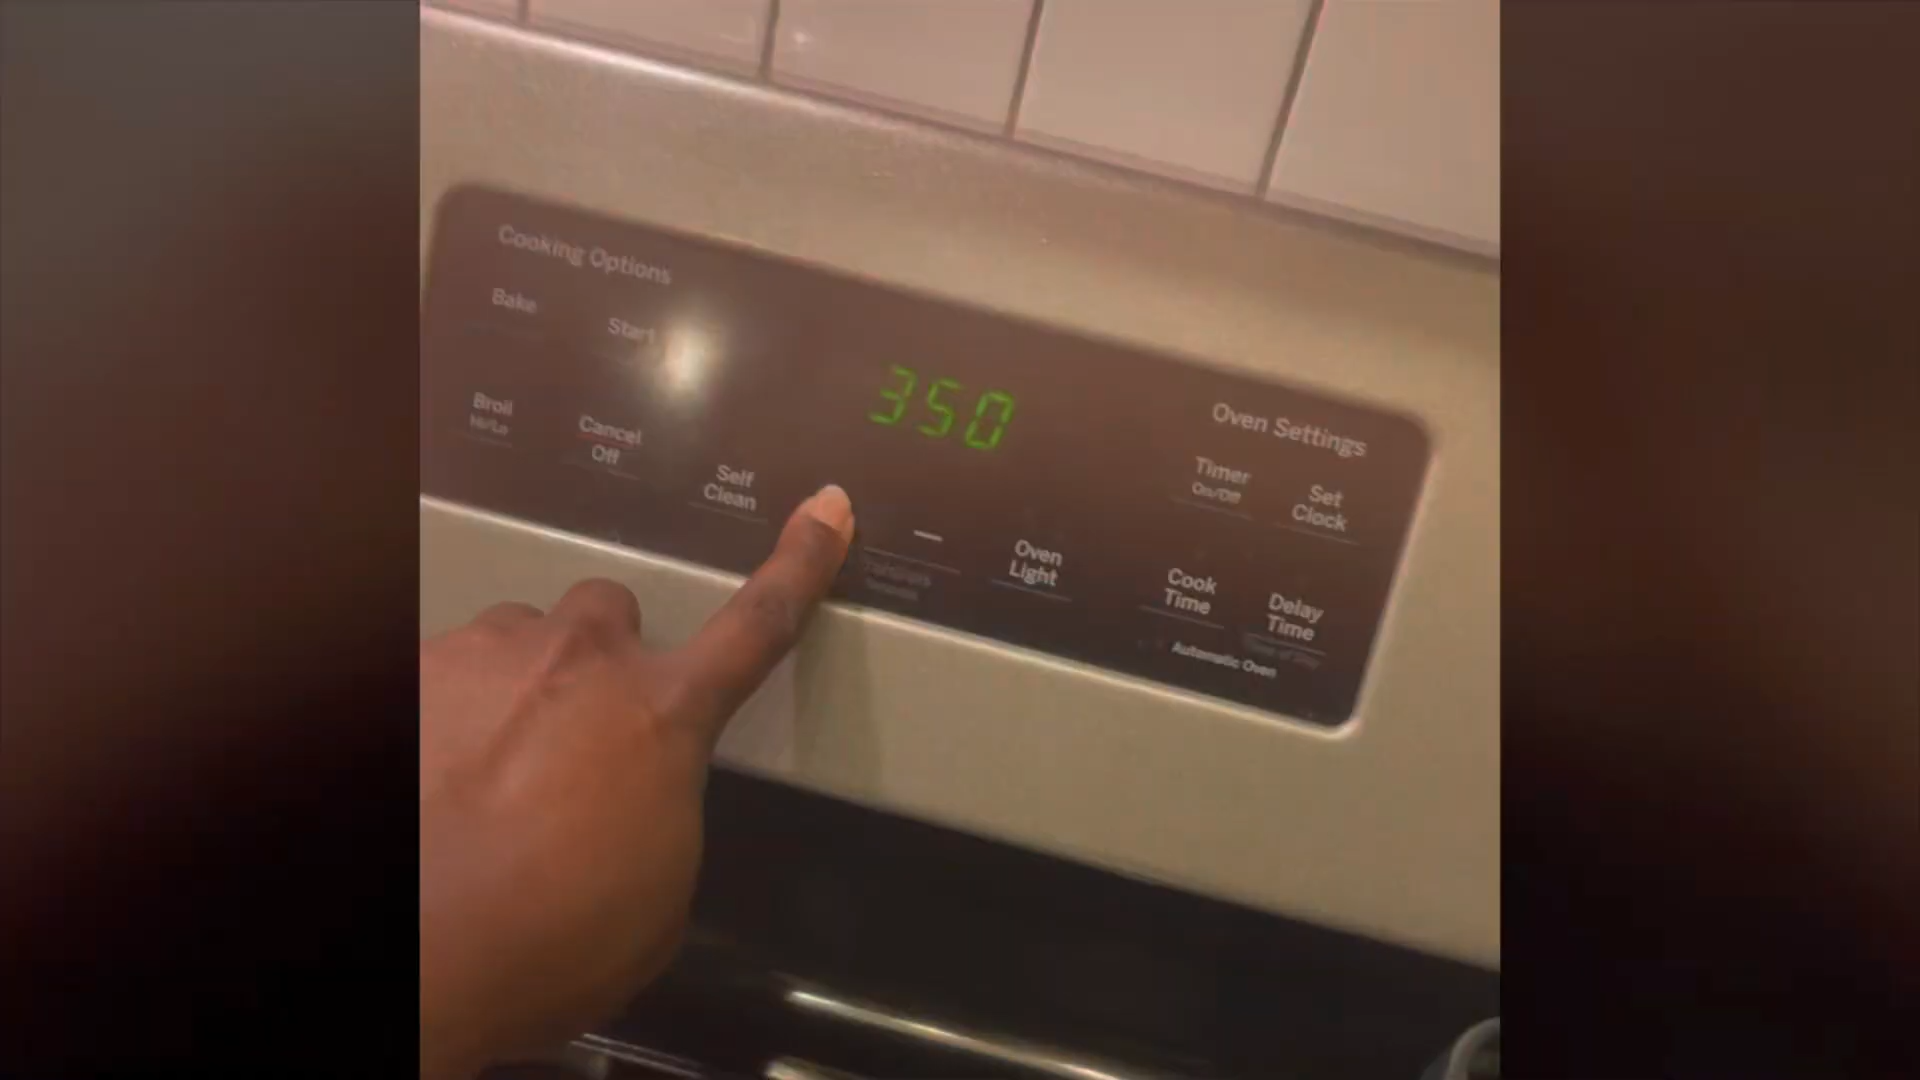 Cooking Options
Bake
Start
350
Broil
Hi/Lo
Cancel
Off
Self
Clean
—
Oven
Light
Oven Settings
Timer
On/Off
Set
Clock
Cook
Time
Delay
Time
Automatic Oven